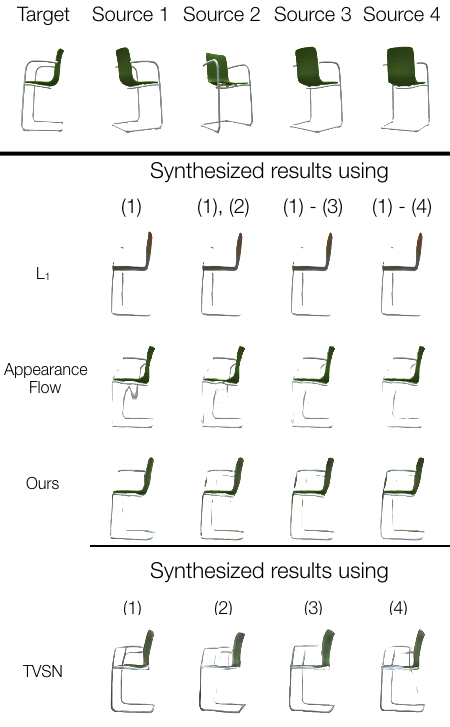 Target Source 1 Source 2 Source 3 Source 4
Synthesized results using
(1) (1), (2) (1) - (3) (1) - (4)
L₁
Appearance
Flow
Ours
Synthesized results using
(1) (2) (3) (4)
TVSN